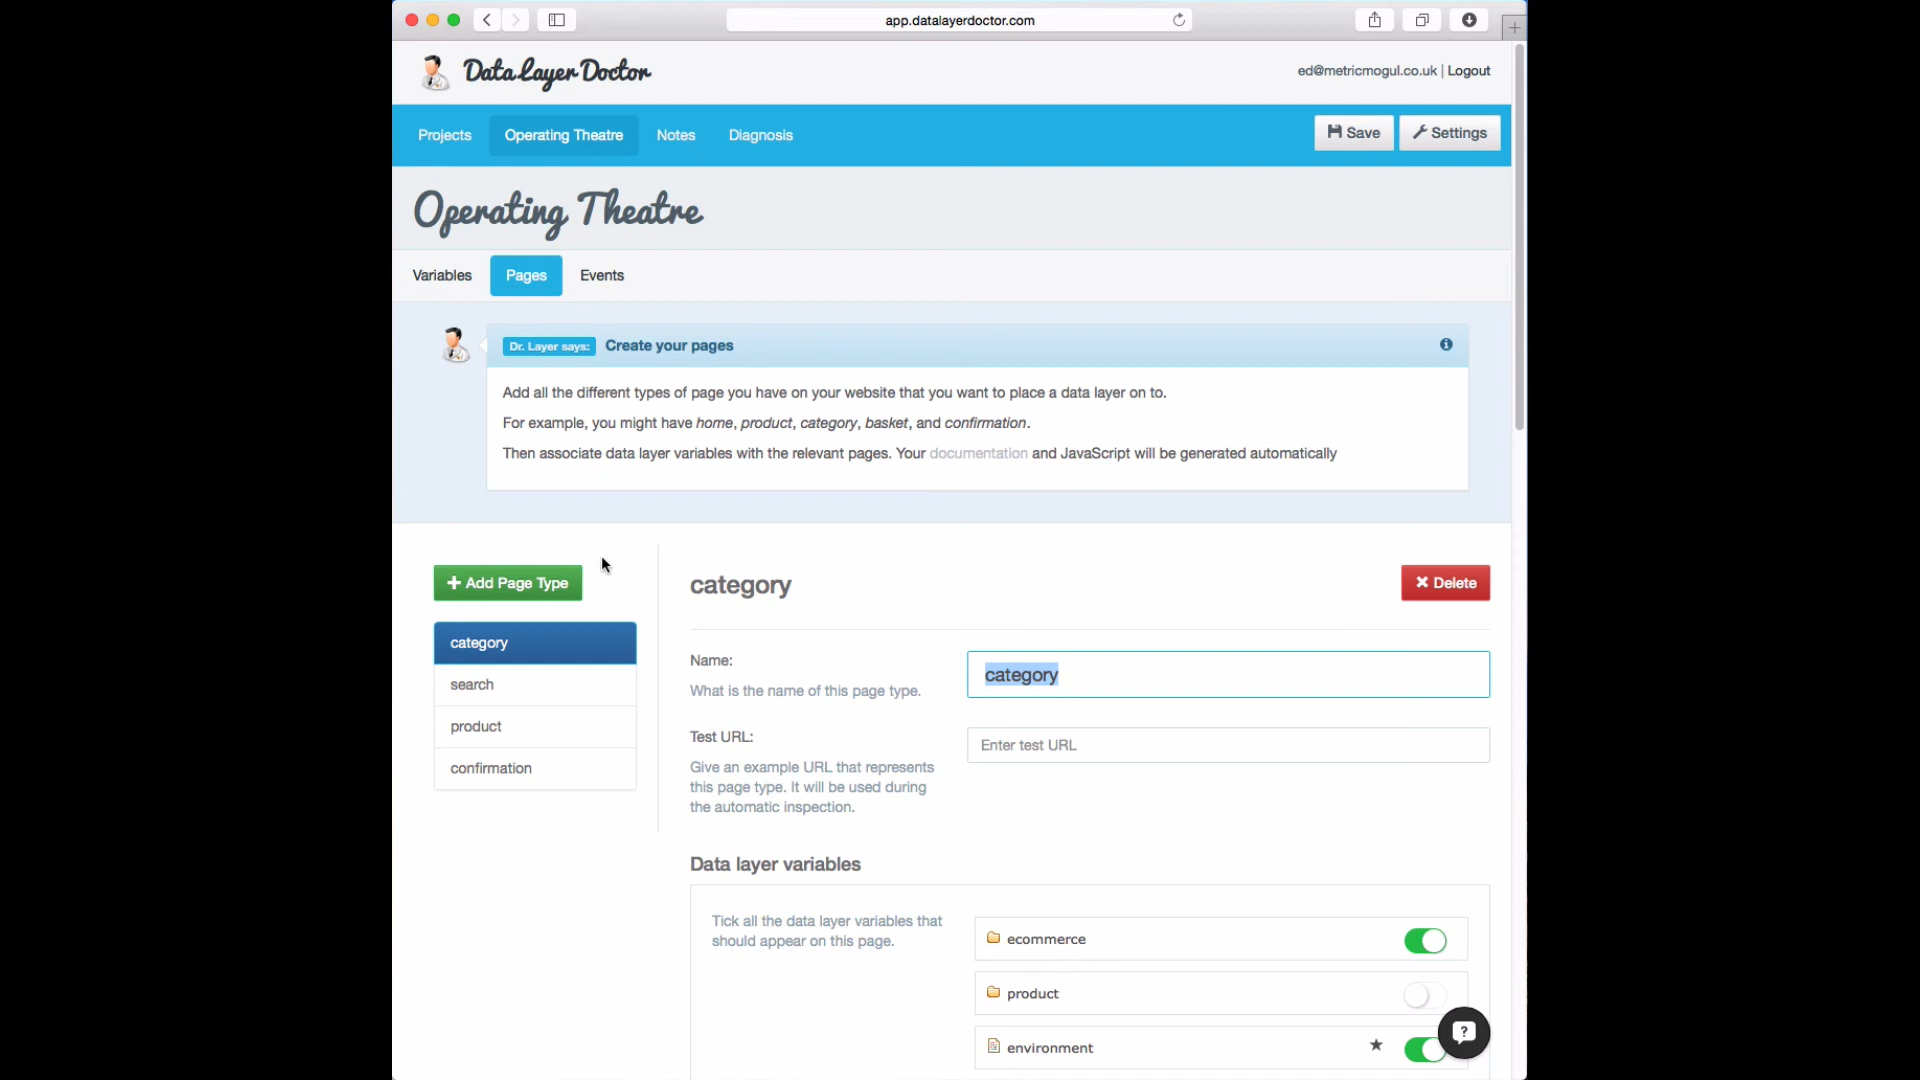 app.datalayerdoctor.com
Data Layer Doctor
ed@metricmogul.co.uk | Logout
Projects
Operating Theatre
Notes
Diagnosis
Save
Settings
Operating Theatre
Variables
Pages
Events
Dr. Layer says: Create your pages
Add all the different types of page you have on your website that you want to place a data layer on to.
For example, you might have home, product, category, basket, and confirmation.
Then associate data layer variables with the relevant pages. Your documentation and JavaScript will be generated automatically
Add Page Type
category
search
product
confirmation
category
Delete
Name:
What is the name of this page type.
category
Test URL:
Give an example URL that represents
this page type. It will be used during
the automatic inspection.
Enter test URL
Data layer variables
Tick all the data layer variables that
should appear on this page.
ecommerce
product
environment